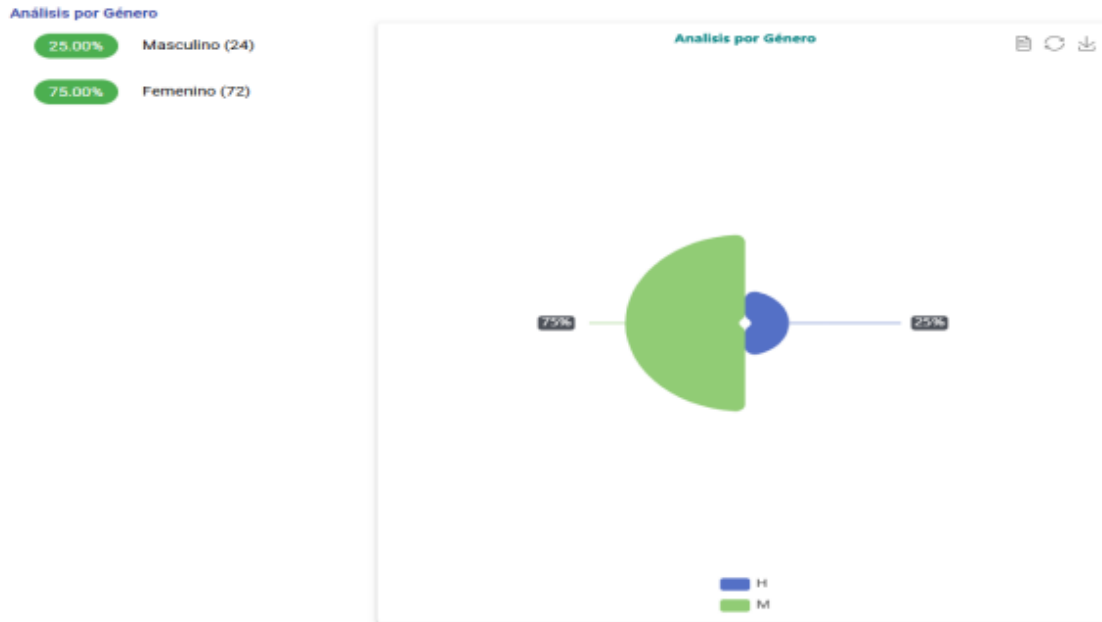 Análisis por Género
25.00% Masculino (24)
75.00% Femenino (72)
Analisis por Género
75%
25%
H
M